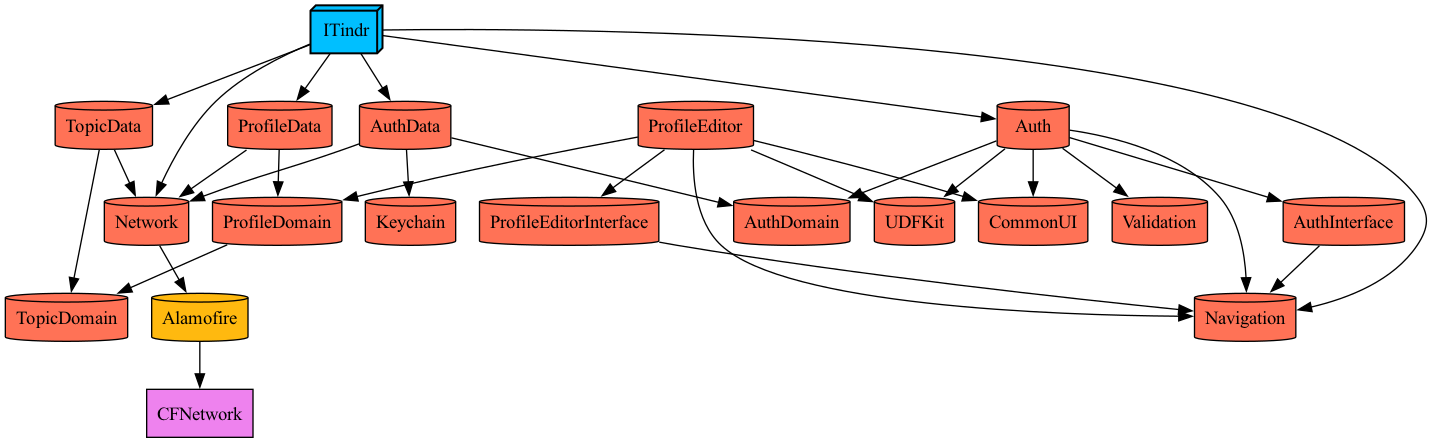 ITindr
TopicData
ProfileData
AuthData
ProfileEditor
Auth
Network
ProfileDomain
Keychain
ProfileEditorInterface
AuthDomain
UDFKit
CommonUI
Validation
AuthInterface
TopicDomain
Alamofire
Navigation
CFNetwork